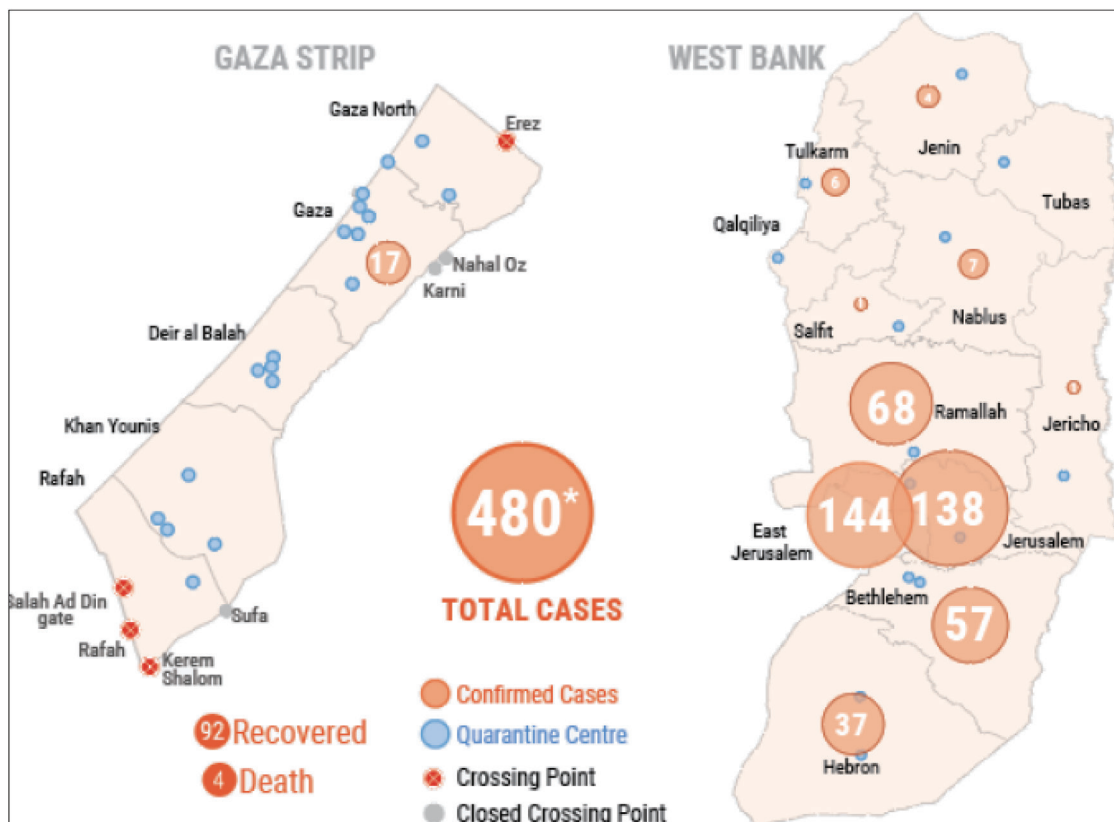 GAZA STRIP
Gaza North
Erez
Gaza
17
Nahal Oz
Karni
Deir al Balah
Khan Younis
Rafah
Salah Ad Din
gate
Rafah
Kerem
Shalom
Sufa
480*
TOTAL CASES
92 Recovered
4 Death
Confirmed Cases
Quarantine Centre
Crossing Point
Closed Crossing Point
WEST BANK
4
Jenin
Tulkarm
6
Tubas
Qalqiliya
7
Nablus
Salfit
68
Ramallah
Jericho
144
138
East
Jerusalem
Jerusalem
Bethlehem
57
37
Hebron